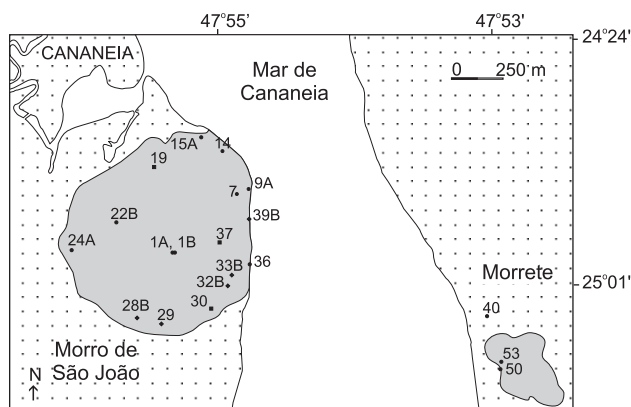 47°55'
47°53'
24°24'
CANANEIA
Mar de
Cananeia
0 250 m
15A
14
19
7
9A
22B
39B
24A
1A, 1B
37
33B
36
32B
Morrete
25°01'
28B
29
30
40
Morro de
São João
53
50
N